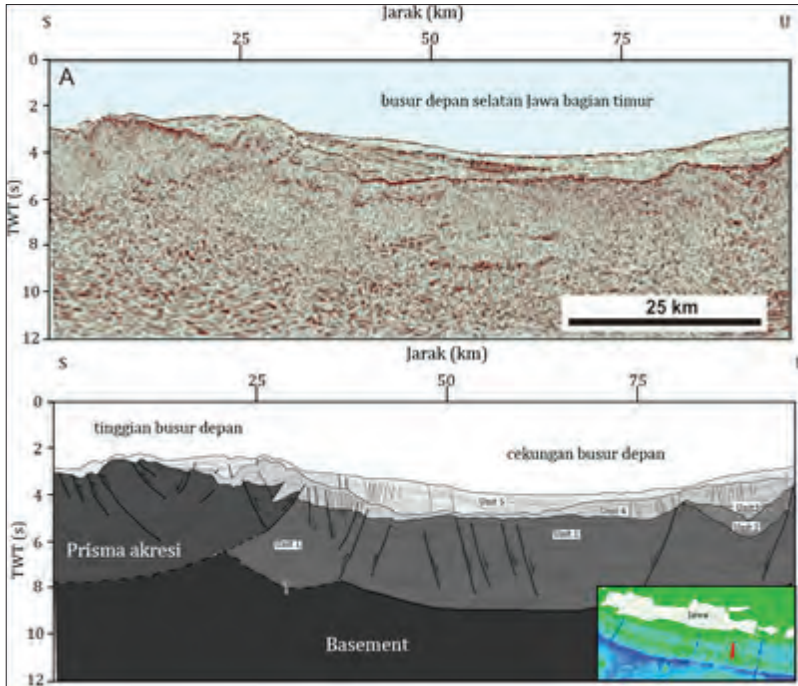 Jarak (km)
S U
25 50 75
0
A
busur depan selatan Jawa bagian timur
2
4
6
8
10
12
TWT (s)
25 km
Jarak (km)
S
25 50 75
0
tinggian busur depan
cekungan busur depan
2
4
6
8
10
12
TWT (s)
Unit 5
Unit 4
Unit 1
Prisma akresi
Basement
Jawa